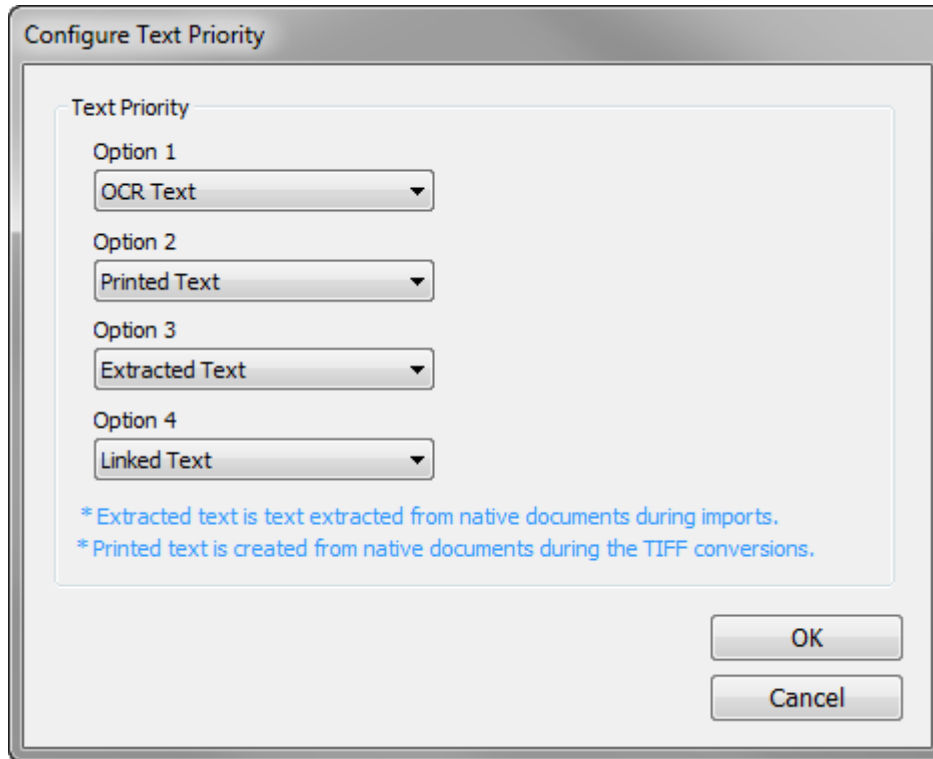 Configure Text Priority
Text Priority
Option 1
OCR Text
Option 2
Printed Text
Option 3
Extracted Text
Option 4
Linked Text
* Extracted text is text extracted from native documents during imports.
* Printed text is created from native documents during the TIFF conversions.
OK
Cancel